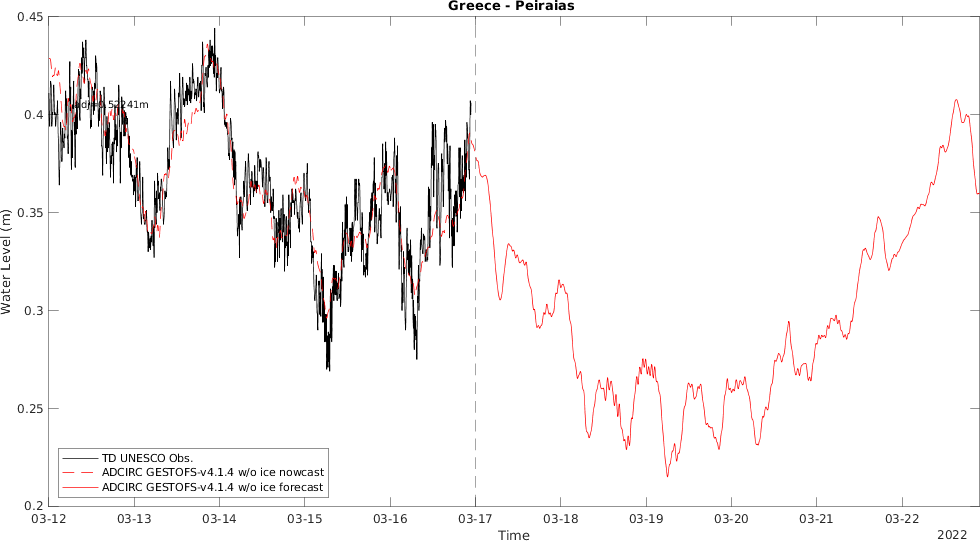 Greece - Peiraias
0.45
0.4
0.35
0.3
0.25
0.2
Water Level (m)
TD UNESCO Obs.
ADCIRC GESTOFS-v4.1.4 w/o ice nowcast
ADCIRC GESTOFS-v4.1.4 w/o ice forecast
03-12 03-13 03-14 03-15 03-16 03-17 03-18 03-19 03-20 03-21 03-22
Time
2022